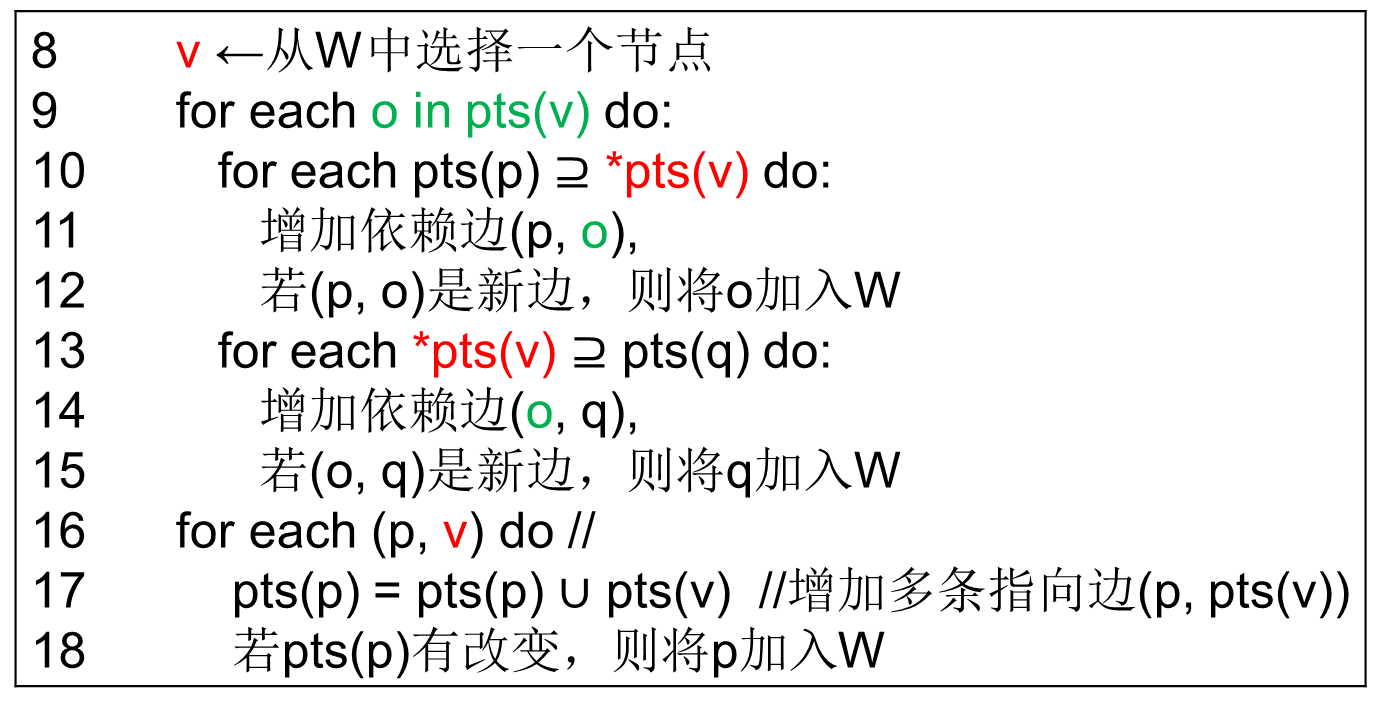 8 v ←从W中选择一个节点
9 for each o in pts(v) do:
10 for each pts(p) ⊇ *pts(v) do:
11 增加依赖边(p, o),
12 若(p, o)是新边，则将o加入W
13 for each *pts(v) ⊇ pts(q) do:
14 增加依赖边(o, q),
15 若(o, q)是新边，则将q加入W
16 for each (p, v) do //
17 pts(p) = pts(p) ∪ pts(v) //增加多条指向边(p, pts(v))
18 若pts(p)有改变，则将p加入W